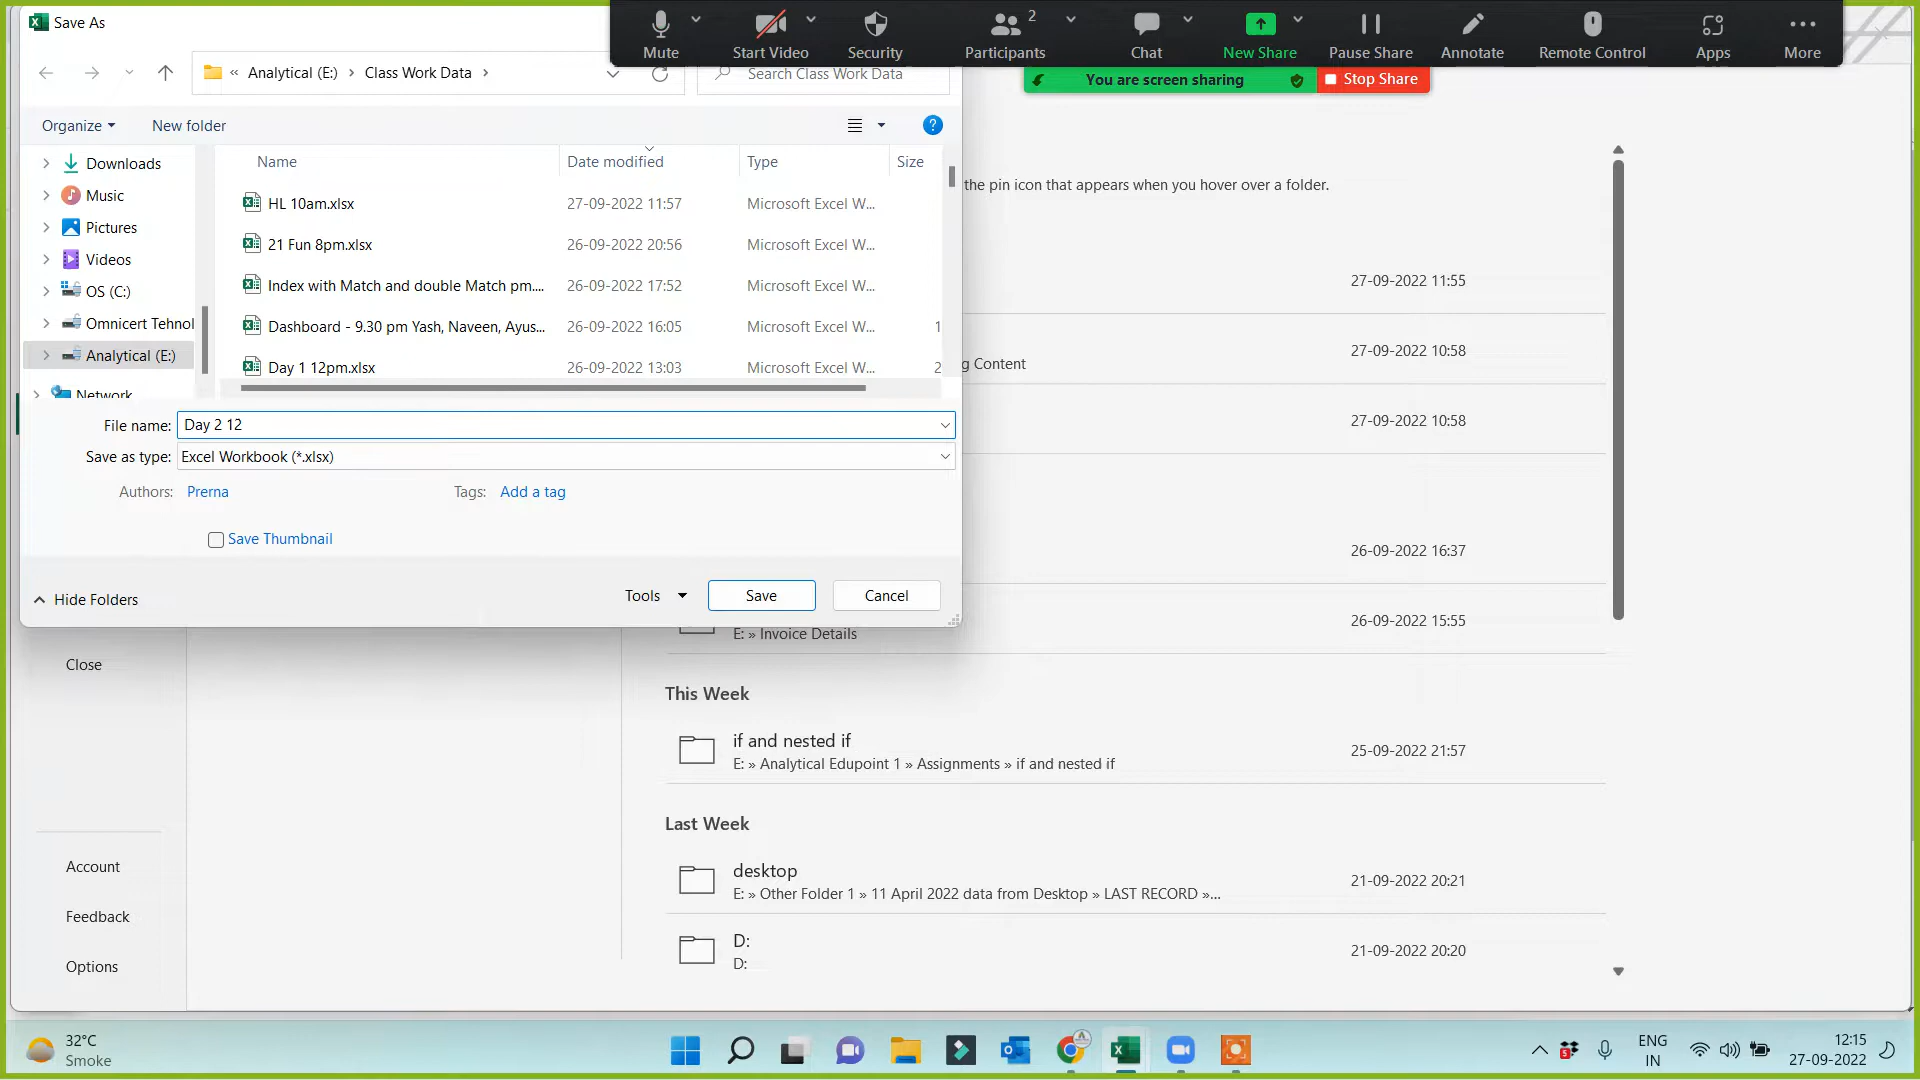 Save As
Mute
Start Video
Security
Participants
2
Chat
New Share
Pause Share
Annotate
Remote Control
Apps
More
You are screen sharing
Stop Share
« Analytical (E:) › Class Work Data ›
Search Class Work Data
Organize
New folder
Name
Date modified
Type
Size
Downloads
Music
Pictures
Videos
OS (C:)
Omnicert Tehnol
Analytical (E:)
Network
HL 10am.xlsx 27-09-2022 11:57 Microsoft Excel W...
21 Fun 8pm.xlsx 26-09-2022 20:56 Microsoft Excel W...
Index with Match and double Match pm.... 26-09-2022 17:52 Microsoft Excel W...
Dashboard - 9.30 pm Yash, Naveen, Ayus... 26-09-2022 16:05 Microsoft Excel W... 1
Day 1 12pm.xlsx 26-09-2022 13:03 Microsoft Excel W... 2
File name: Day 2 12
Save as type: Excel Workbook (*.xlsx)
Authors: Prerna
Tags: Add a tag
Save Thumbnail
Hide Folders
Tools
Save
Cancel
the pin icon that appears when you hover over a folder.
27-09-2022 11:55
27-09-2022 10:58
g Content
27-09-2022 10:58
26-09-2022 16:37
26-09-2022 15:55
E: » Invoice Details
Close
This Week
if and nested if
E: » Analytical Edupoint 1 » Assignments » if and nested if
25-09-2022 21:57
Last Week
desktop
E: » Other Folder 1 » 11 April 2022 data from Desktop » LAST RECORD »...
21-09-2022 20:21
D:
D:
21-09-2022 20:20
Account
Feedback
Options
32°C
Smoke
ENG
IN
12:15
27-09-2022